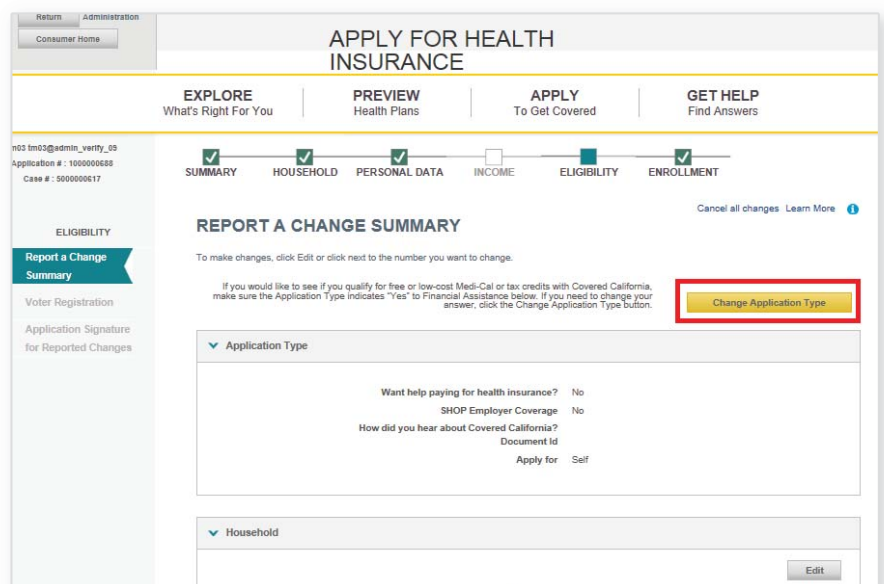 Return Administration
Consumer Home
APPLY FOR HEALTH
INSURANCE
EXPLORE
What's Right For You
PREVIEW
Health Plans
APPLY
To Get Covered
GET HELP
Find Answers
tm03@admin_verify_09
Application # : 1000000688
Case # : 5000000617
SUMMARY HOUSEHOLD PERSONAL DATA INCOME ELIGIBILITY ENROLLMENT
Cancel all changes Learn More
ELIGIBILITY
Report a Change
Summary
Voter Registration
Application Signature
for Reported Changes
REPORT A CHANGE SUMMARY
To make changes, click Edit or click next to the number you want to change.
If you would like to see if you qualify for free or low-cost Medi-Cal or tax credits with Covered California,
make sure the Application Type indicates "Yes" to Financial Assistance below. If you need to change your
answer, click the Change Application Type button.
Change Application Type
Application Type
Want help paying for health insurance? No
SHOP Employer Coverage No
How did you hear about Covered California?
Document Id
Apply for Self
Household
Edit